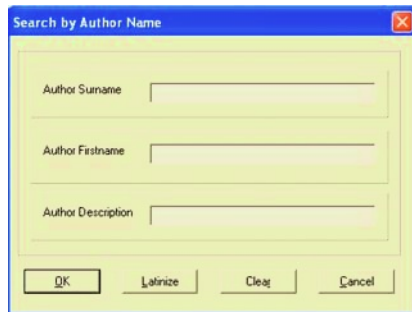 Search by Author Name
Author Surname
Author Firstname
Author Description
OK Latinize Clear Cancel